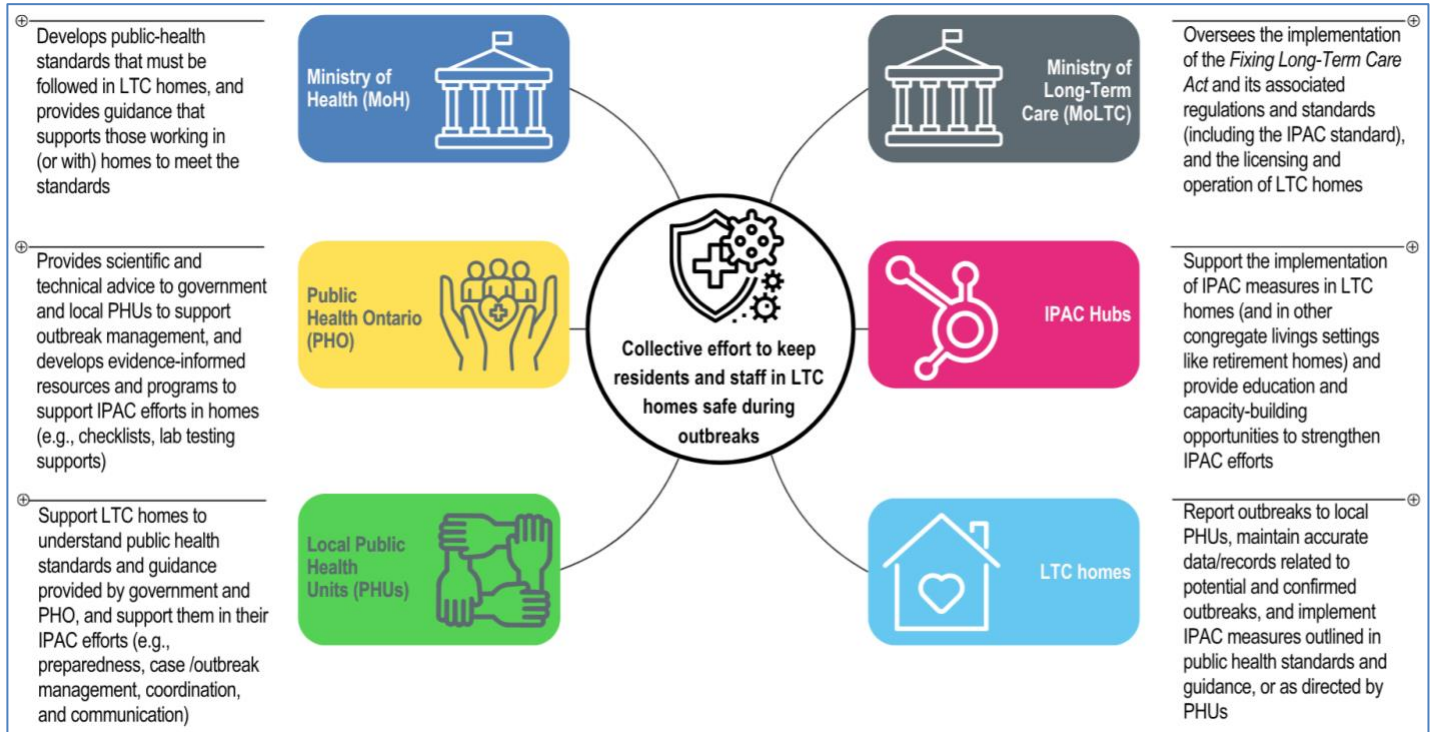 Develops public-health
standards that must be
followed in LTC homes, and
provides guidance that
supports those working in
(or with) homes to meet the
standards
Ministry of
Health (MoH)
Ministry of
Long-Term
Care (MoLTC)
Oversees the implementation
of the Fixing Long-Term Care
Act and its associated
regulations and standards
(including the IPAC standard),
and the licensing and
operation of LTC homes
Provides scientific and
technical advice to government
and local PHUs to support
outbreak management, and
develops evidence-informed
resources and programs to
support IPAC efforts in homes
(e.g., checklists, lab testing
supports)
Public
Health Ontario
(PHO)
Collective effort to keep
residents and staff in LTC
homes safe during
outbreaks
IPAC Hubs
Support the implementation
of IPAC measures in LTC
homes (and in other
congregate livings settings
like retirement homes) and
provide education and
capacity-building
opportunities to strengthen
IPAC efforts
Support LTC homes to
understand public health
standards and guidance
provided by government and
PHO, and support them in their
IPAC efforts (e.g.,
preparedness, case /outbreak
management, coordination,
and communication)
Local Public
Health
Units (PHUs)
LTC homes
Report outbreaks to local
PHUs, maintain accurate
data/records related to
potential and confirmed
outbreaks, and implement
IPAC measures outlined in
public health standards and
guidance, or as directed by
PHUs